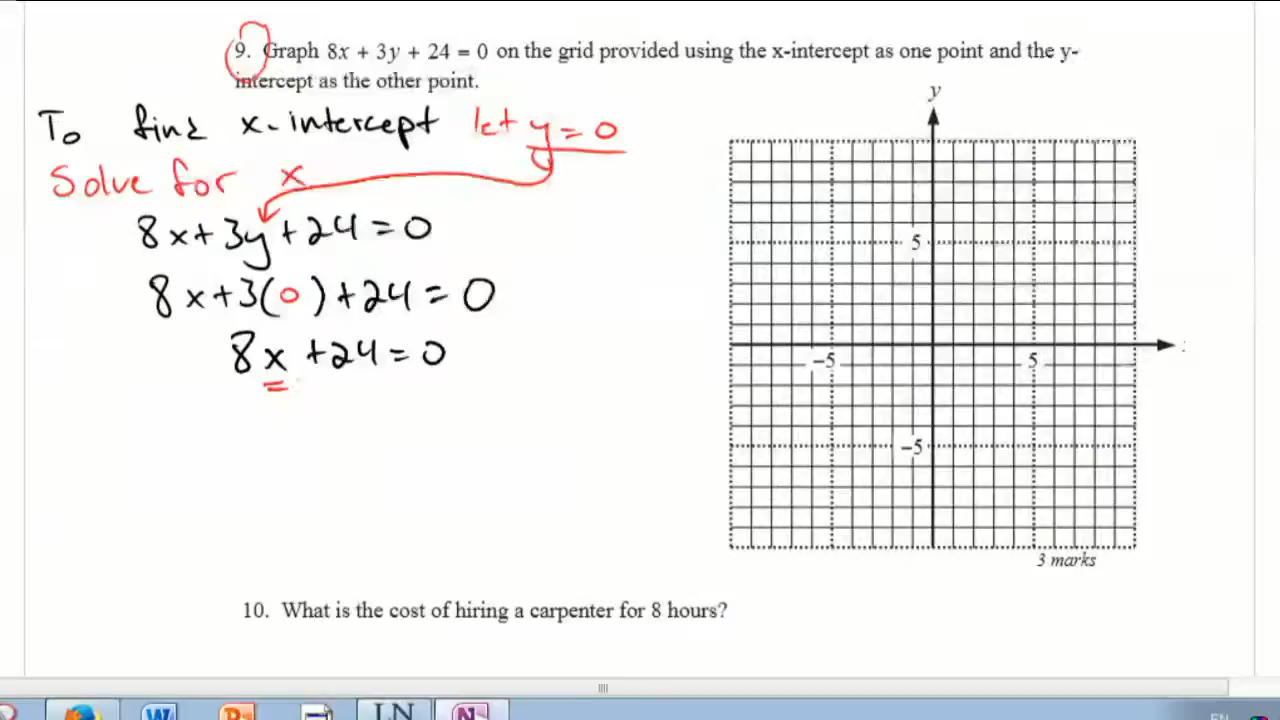 9. Graph 8x + 3y + 24 = 0 on the grid provided using the x-intercept as one point and the y-
intercept as the other point.
To find x-intercept let y = 0
Solve for x
8x+3y+24=0
8x+3(0)+24=0
8x+24=0
y
5
-5
5
-5
3 marks
10. What is the cost of hiring a carpenter for 8 hours?
LN
EN